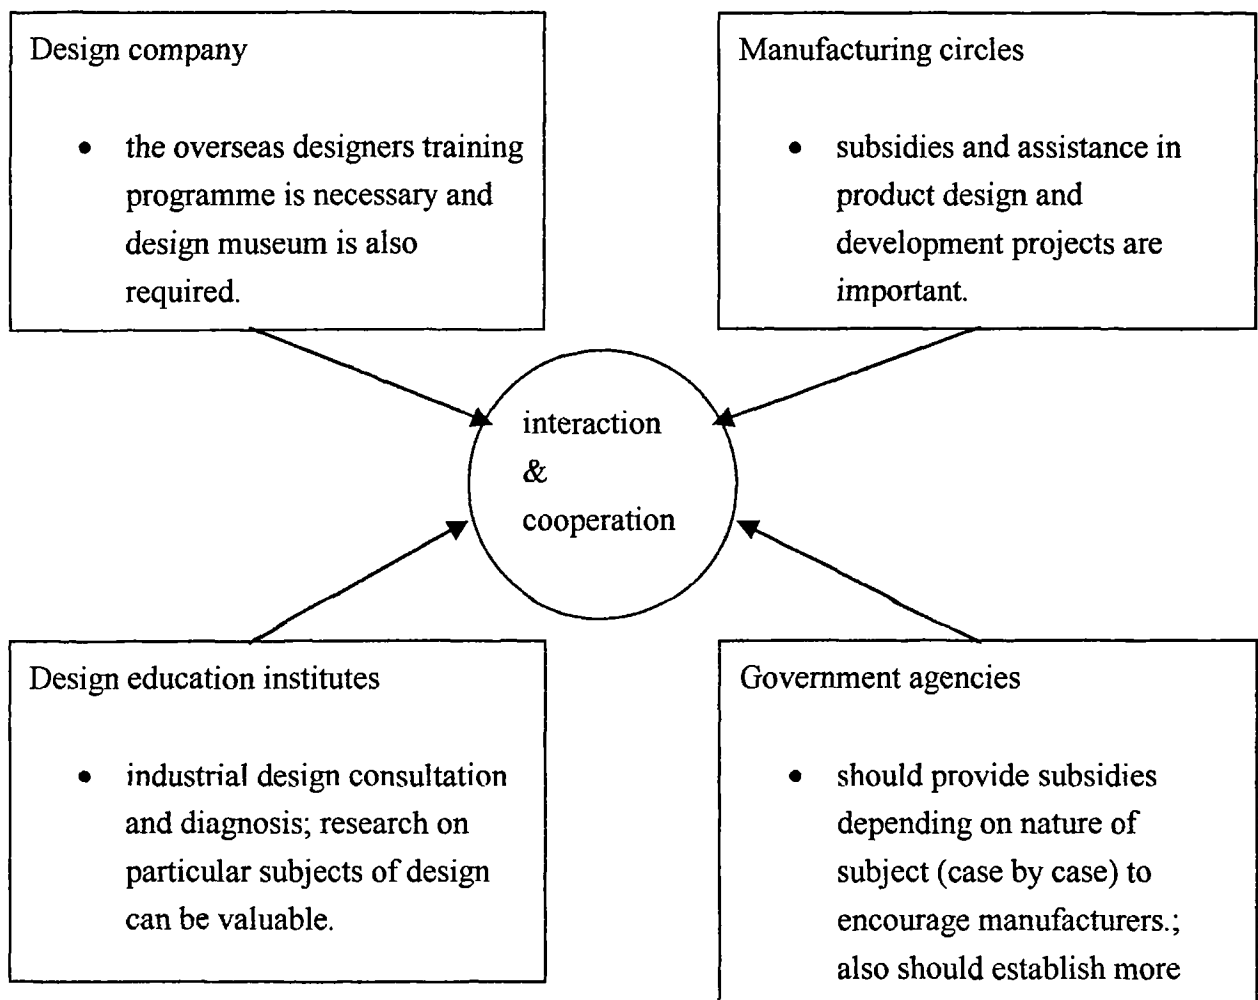 Design company
• the overseas designers training
programme is necessary and
design museum is also
required.
Manufacturing circles
• subsidies and assistance in
product design and
development projects are
important.
interaction
&
cooperation
Design education institutes
• industrial design consultation
and diagnosis; research on
particular subjects of design
can be valuable.
Government agencies
• should provide subsidies
depending on nature of
subject (case by case) to
encourage manufacturers.;
also should establish more